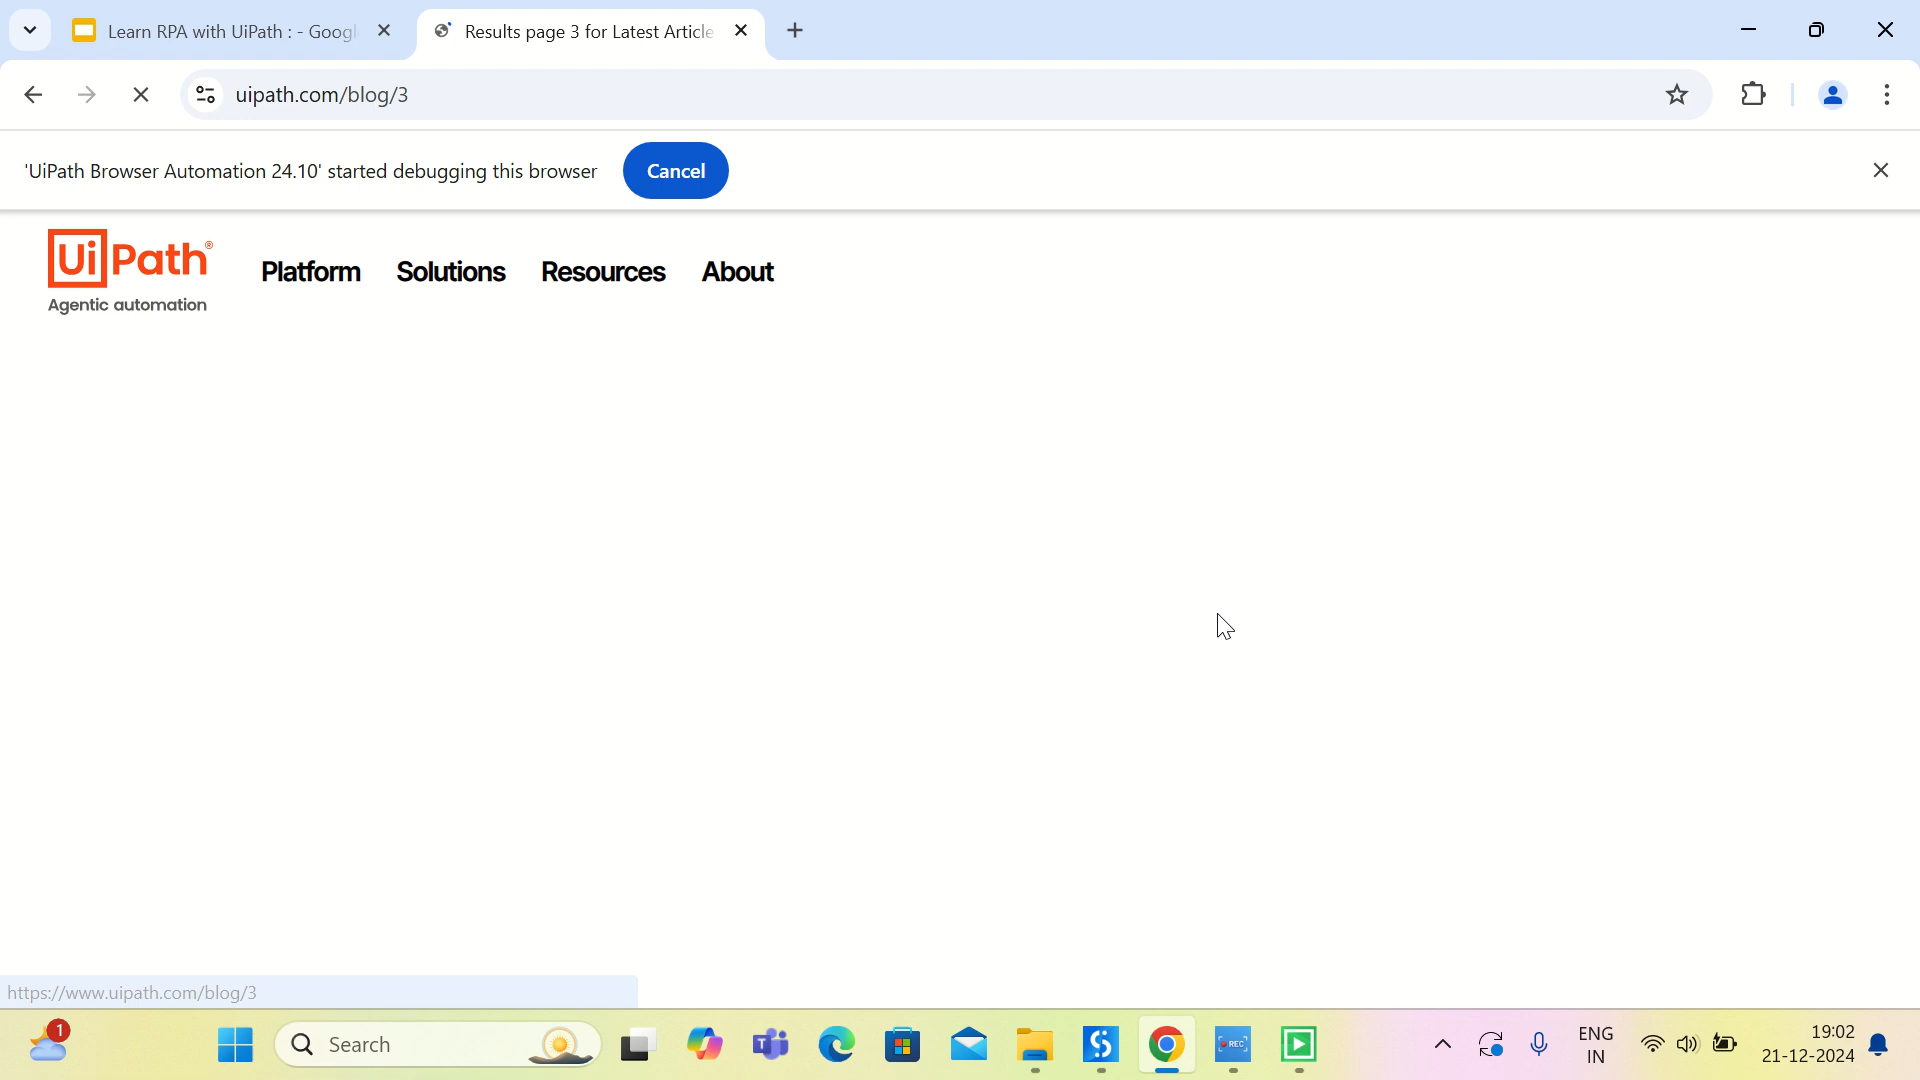 Learn RPA with UiPath : - Googl
Results page 3 for Latest Article
uipath.com/blog/3
'UiPath Browser Automation 24.10' started debugging this browser
Cancel
UiPath®
Agentic automation
Platform
Solutions
Resources
About
https://www.uipath.com/blog/3
1
Search
REC
ENG
IN
19:02
21-12-2024